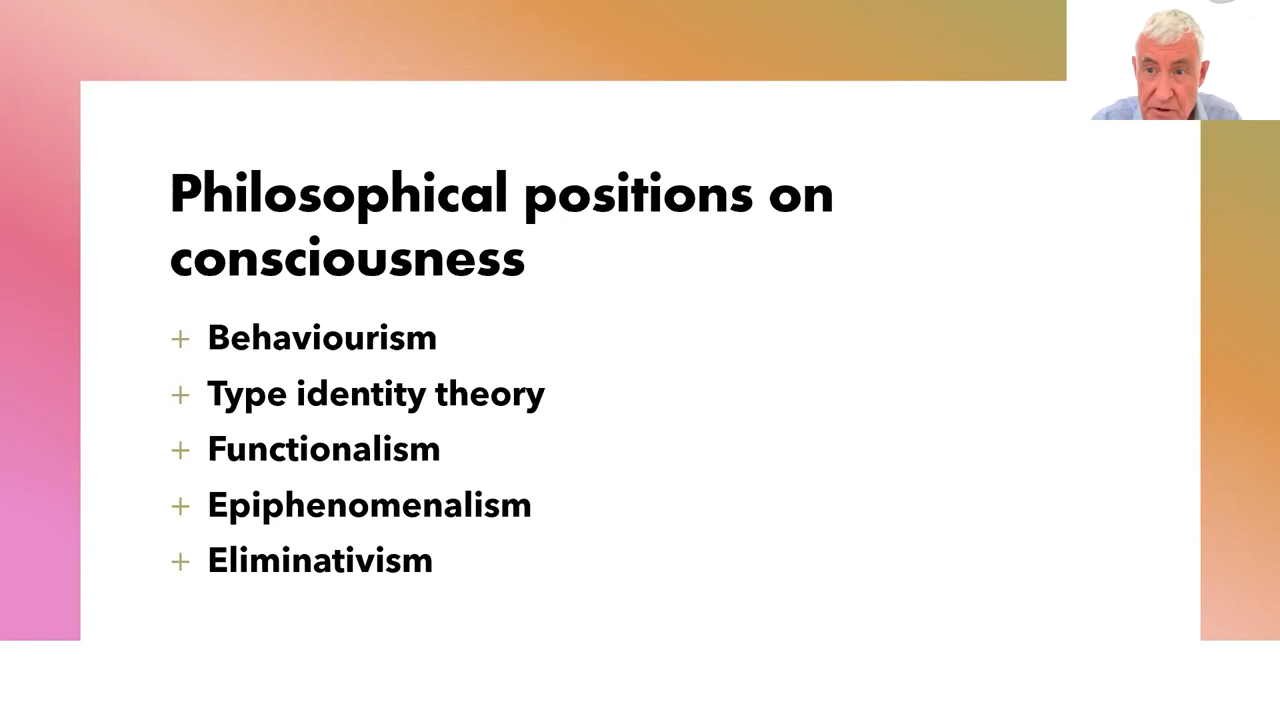 Philosophical positions on
consciousness
+ Behaviourism
+ Type identity theory
+ Functionalism
+ Epiphenomenalism
+ Eliminativism